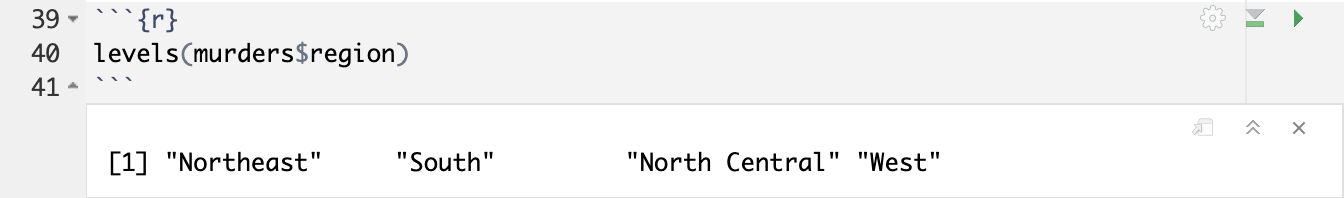 39 ```{r}
40 levels(murders$region)
41 ```
[1] "Northeast"     "South"         "North Central" "West"